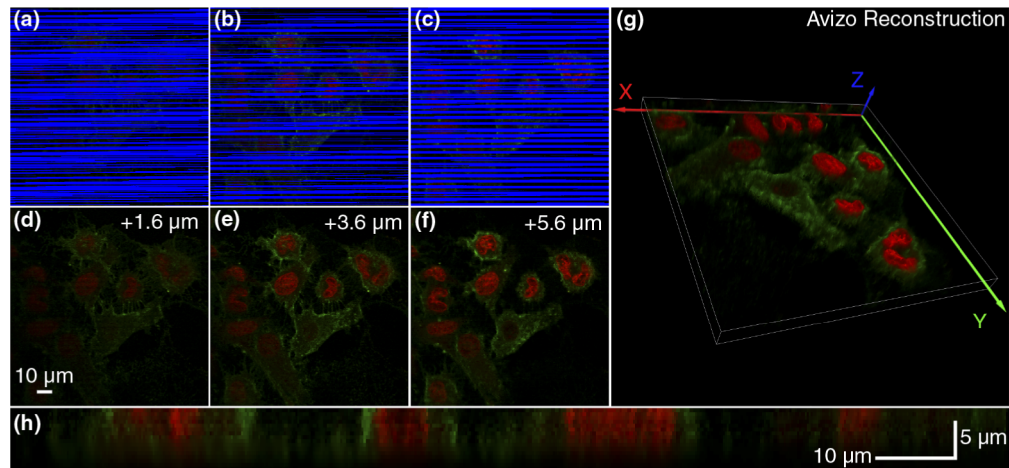 (a)
(b)
(c)
(g)
Avizo Reconstruction
X
Z
Y
(d)
+1.6 µm
(e)
+3.6 µm
(f)
+5.6 µm
10 µm
(h)
10 µm
5 µm